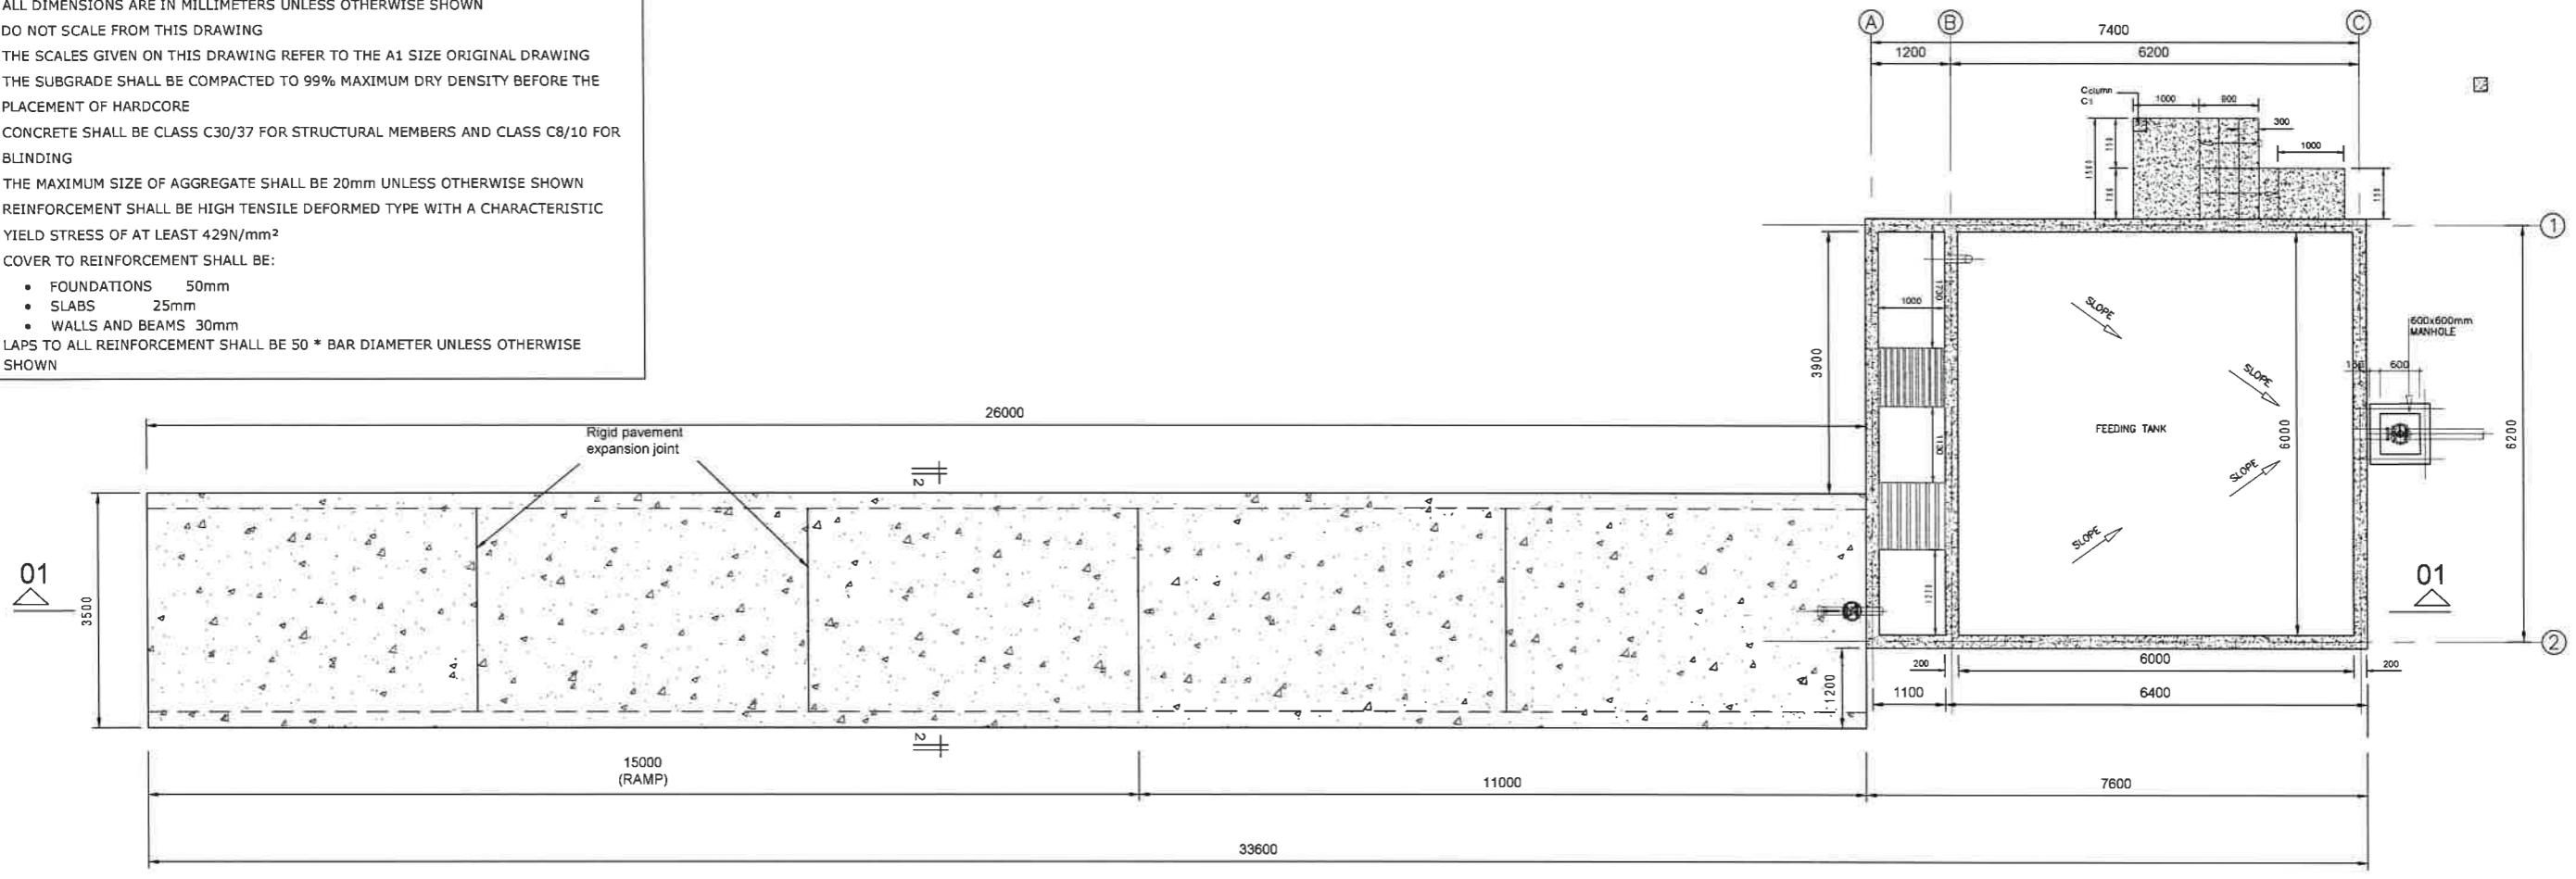 ALL DIMENSIONS ARE IN MILLIMETERS UNLESS OTHERWISE SHOWN
DO NOT SCALE FROM THIS DRAWING
THE SCALES GIVEN ON THIS DRAWING REFER TO THE A1 SIZE ORIGINAL DRAWING
THE SUBGRADE SHALL BE COMPACTED TO 99% MAXIMUM DRY DENSITY BEFORE THE
PLACEMENT OF HARDCORE
CONCRETE SHALL BE CLASS C30/37 FOR STRUCTURAL MEMBERS AND CLASS C8/10 FOR
BLINDING
THE MAXIMUM SIZE OF AGGREGATE SHALL BE 20mm UNLESS OTHERWISE SHOWN
REINFORCEMENT SHALL BE HIGH TENSILE DEFORMED TYPE WITH A CHARACTERISTIC
YIELD STRESS OF AT LEAST 429N/mm²
COVER TO REINFORCEMENT SHALL BE:
• FOUNDATIONS 50mm
• SLABS 25mm
• WALLS AND BEAMS 30mm
LAPS TO ALL REINFORCEMENT SHALL BE 50 * BAR DIAMETER UNLESS OTHERWISE
SHOWN
A B C
7400
1200 6200
Column
C1
1000 900
300
1000
1
1000
1700
3900
SLOPE
SLOPE
600x600mm
MANHOLE
600
FEEDING TANK
6000
6200
SLOPE
SLOPE
26000
Rigid pavement
expansion joint
2
01
3500
01
2
200 6000 200
1100 6400
1200
2
15000
(RAMP)
11000
7600
33600